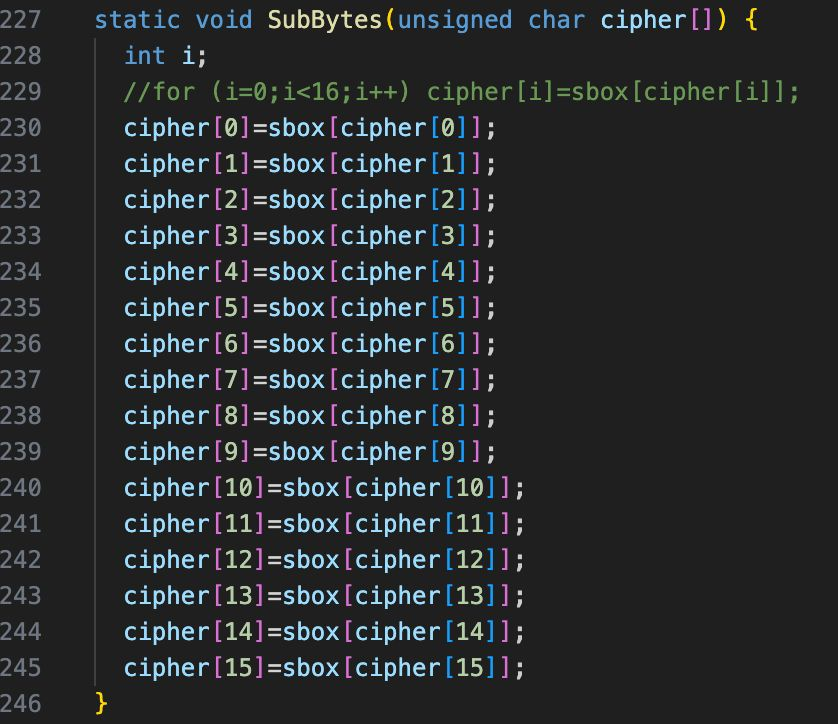 227 static void SubBytes(unsigned char cipher[]) {
228 int i;
229 //for (i=0;i<16;i++) cipher[i]=sbox[cipher[i]];
230 cipher[0]=sbox[cipher[0]];
231 cipher[1]=sbox[cipher[1]];
232 cipher[2]=sbox[cipher[2]];
233 cipher[3]=sbox[cipher[3]];
234 cipher[4]=sbox[cipher[4]];
235 cipher[5]=sbox[cipher[5]];
236 cipher[6]=sbox[cipher[6]];
237 cipher[7]=sbox[cipher[7]];
238 cipher[8]=sbox[cipher[8]];
239 cipher[9]=sbox[cipher[9]];
240 cipher[10]=sbox[cipher[10]];
241 cipher[11]=sbox[cipher[11]];
242 cipher[12]=sbox[cipher[12]];
243 cipher[13]=sbox[cipher[13]];
244 cipher[14]=sbox[cipher[14]];
245 cipher[15]=sbox[cipher[15]];
246 }